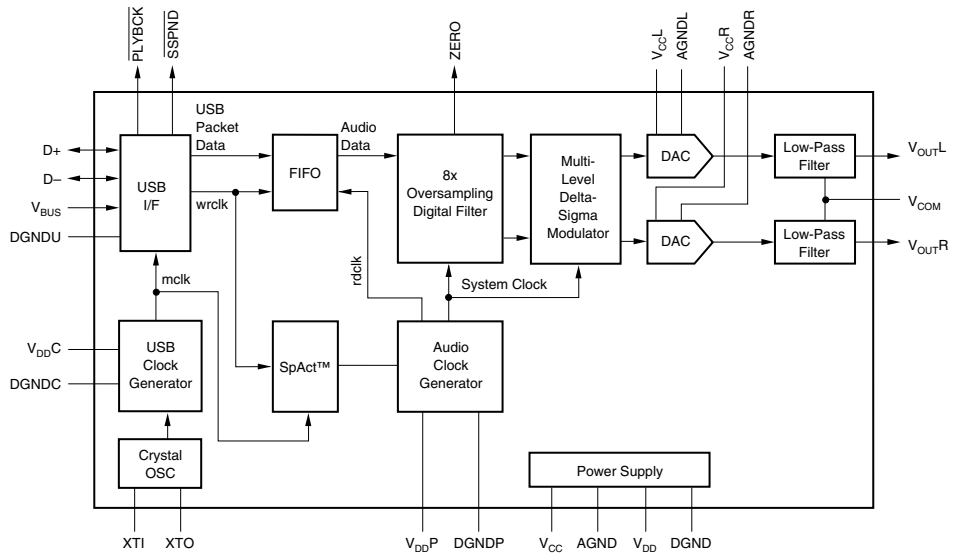 PLYBCK
SSPND
ZERO
VCCL
AGNDL
VCCR
AGNDR
USB
Packet
Data
Audio
Data
D+
D–
VBUS
DGNDU
USB
I/F
FIFO
wrclk
8x
Oversampling
Digital Filter
Multi-
Level
Delta-
Sigma
Modulator
DAC
DAC
Low-Pass
Filter
Low-Pass
Filter
VOUTL
VCOM
VOUTR
mclk
rdclk
System Clock
VDDC
DGNDC
USB
Clock
Generator
SpAct™
Audio
Clock
Generator
Crystal
OSC
Power Supply
XTI
XTO
VDDP
DGNDP
VCC
AGND
VDD
DGND